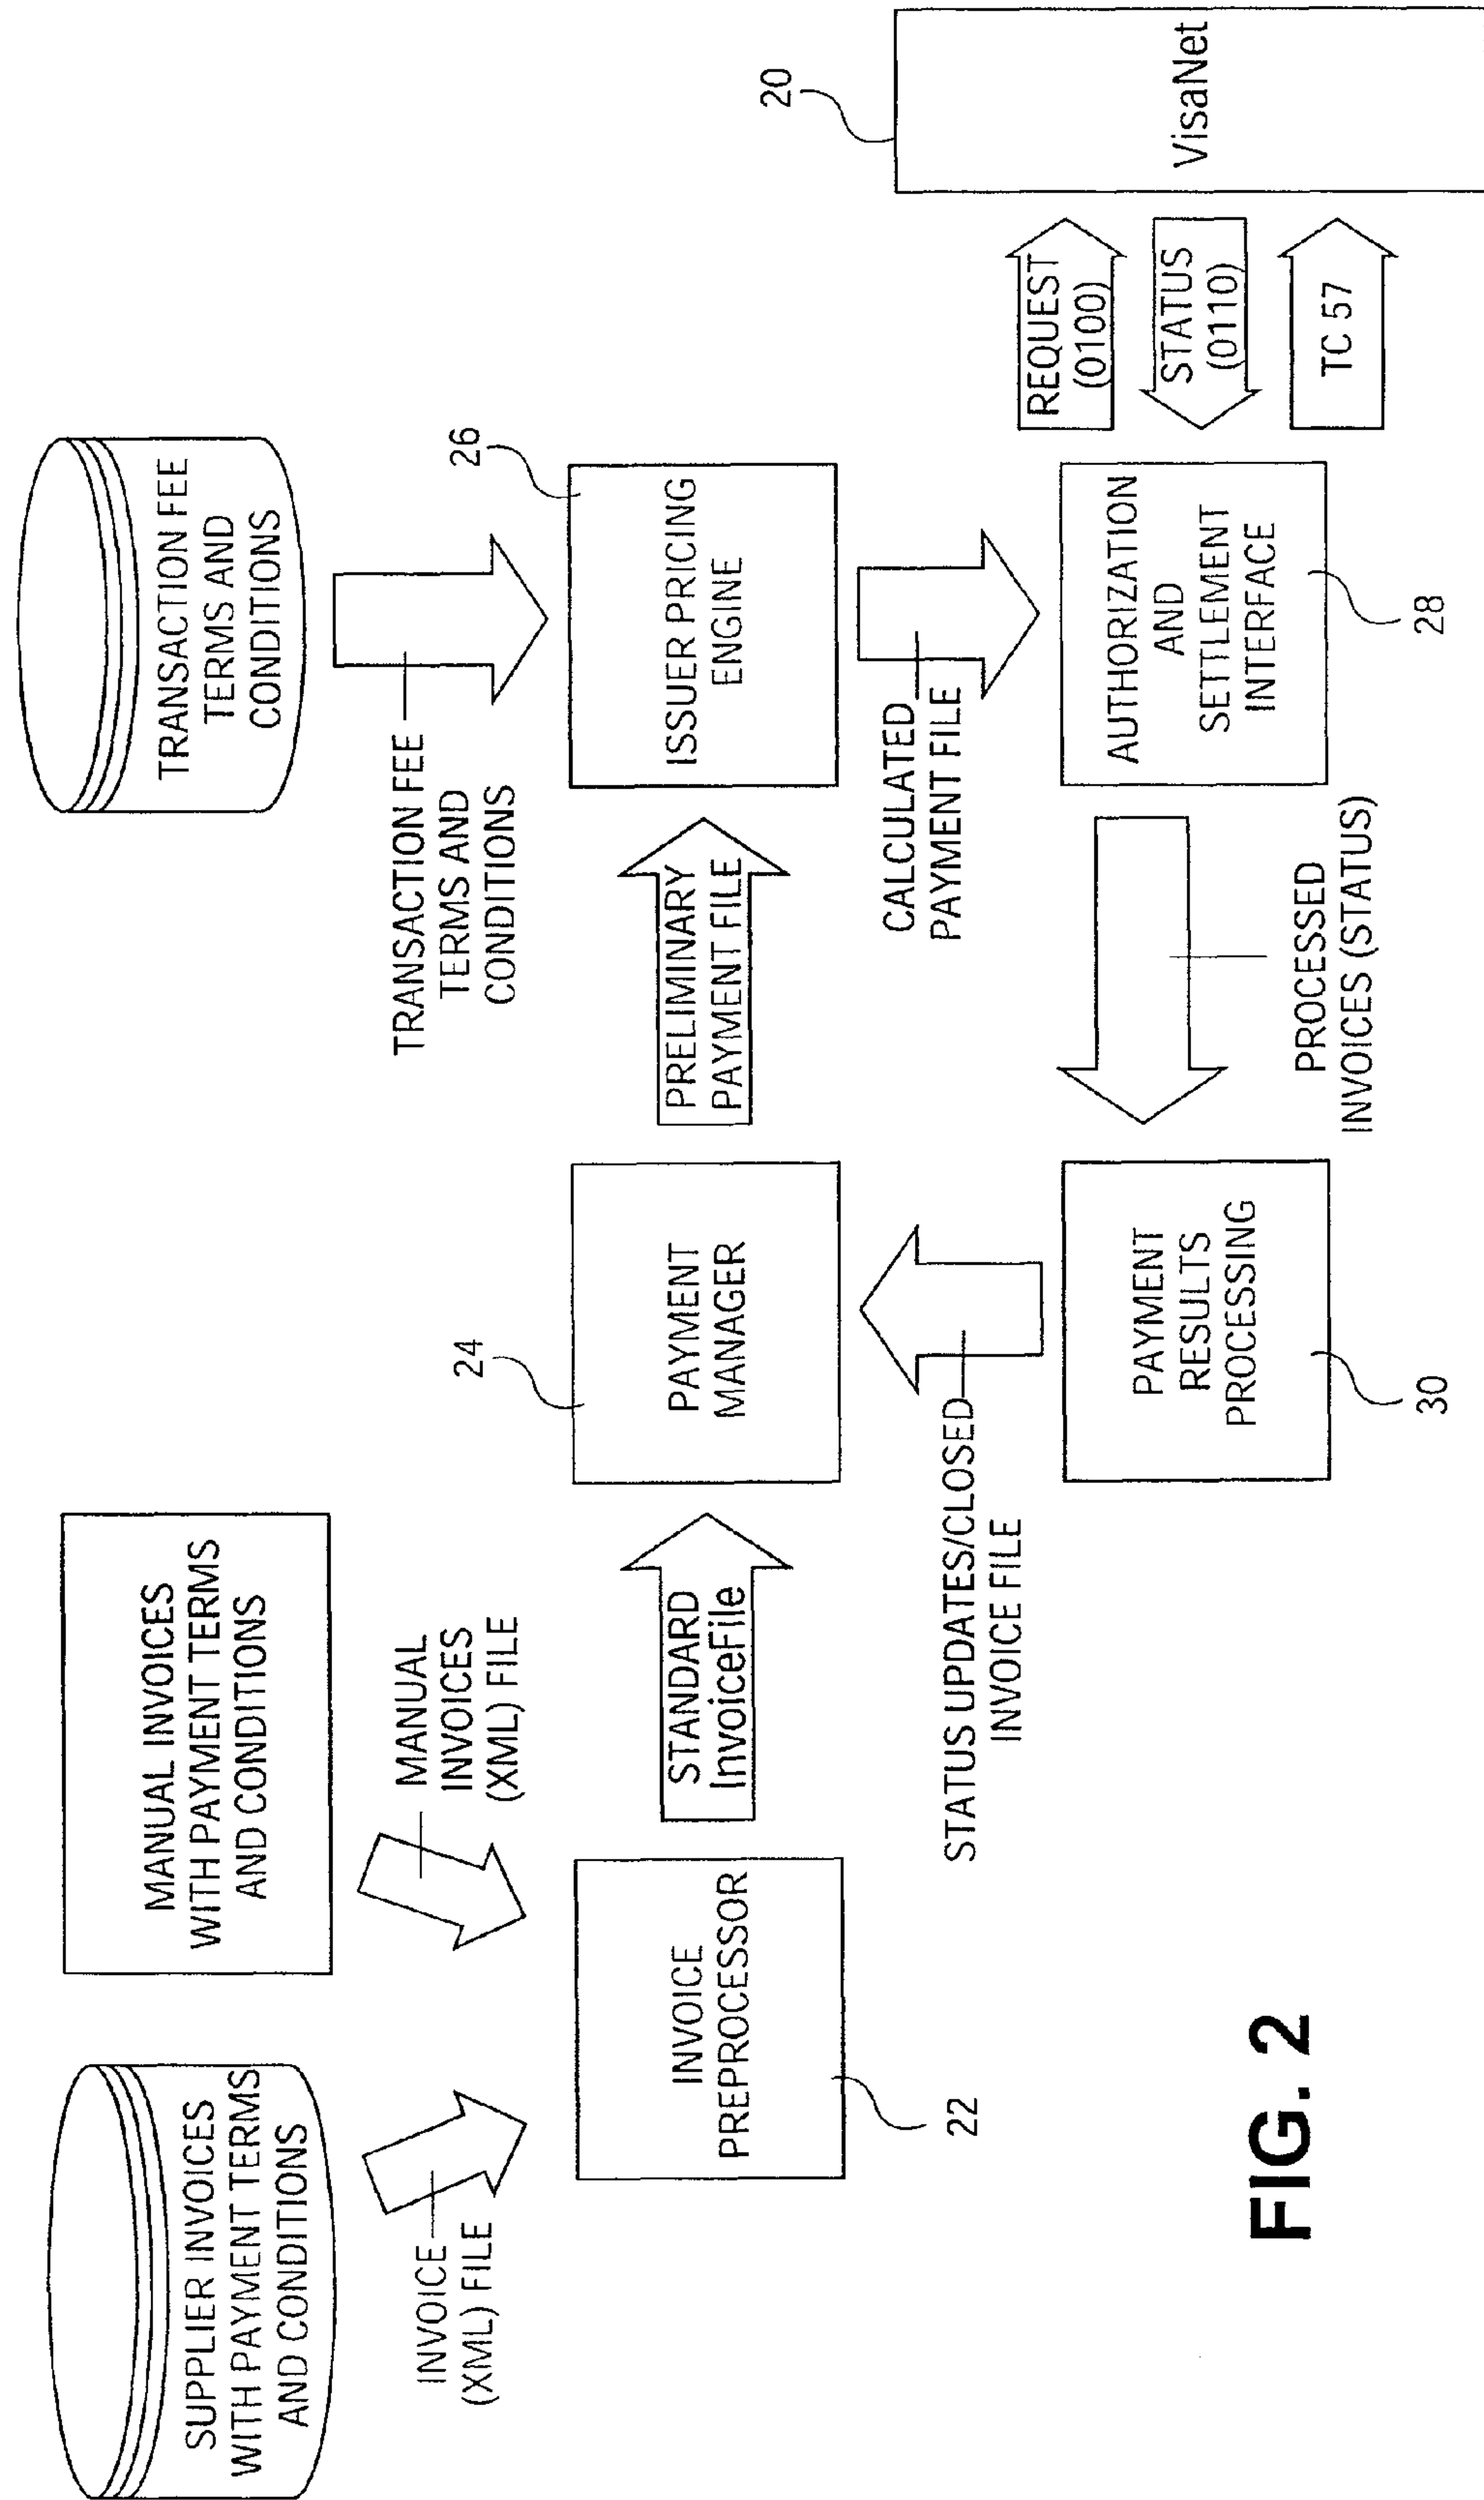 SUPPLIER INVOICES
WITH PAYMENT TERMS
AND CONDITIONS
MANUAL INVOICES
WITH PAYMENT TERMS
AND CONDITIONS
TRANSACTION FEE
TERMS AND
CONDITIONS
INVOICE
(XML) FILE
MANUAL
INVOICES
(XML) FILE
TRANSACTION FEE
TERMS AND
CONDITIONS
24
26
INVOICE
PREPROCESSOR
22
STANDARD
InvoiceFile
PAYMENT
MANAGER
PRELIMINARY
PAYMENT FILE
ISSUER PRICING
ENGINE
STATUS UPDATES/CLOSED
INVOICE FILE
CALCULATED
PAYMENT FILE
20
PAYMENT
RESULTS
PROCESSING
30
PROCESSED
INVOICES (STATUS)
AUTHORIZATION
AND
SETTLEMENT
INTERFACE
28
REQUEST
(0100)
STATUS
(0110)
TC 57
VisaNet
FIG. 2